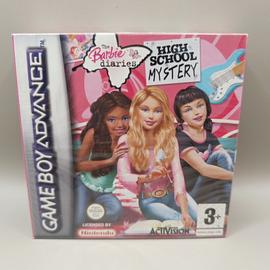 GAME BOY ADVANCE
The Barbie diaries
HIGH SCHOOL
MYSTERY
LICENSED BY
Nintendo
ACTIVISION
3+